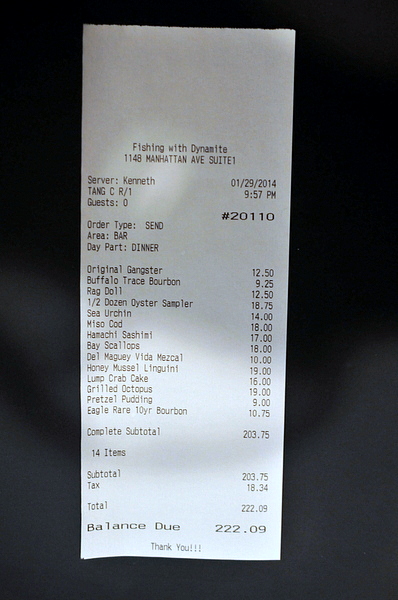 Fishing with Dynamite
1148 MANHATTAN AVE SUITE1
Server: Kenneth 01/29/2014
TANG C R/1 9:57 PM
Guests: 0
#20110
Order Type: SEND
Area: BAR
Day Part: DINNER
Original Gangster 12.50
Buffalo Trace Bourbon 9.25
Rag Doll 12.50
1/2 Dozen Oyster Sampler 18.75
Sea Urchin 14.00
Miso Cod 18.00
Hamachi Sashimi 17.00
Bay Scallops 18.00
Del Maguey Vida Mezcal 10.00
Honey Mussel Linguini 19.00
Lump Crab Cake 16.00
Grilled Octopus 19.00
Pretzel Pudding 9.00
Eagle Rare 10yr Bourbon 10.75
Complete Subtotal 203.75
14 Items
Subtotal 203.75
Tax 18.34
Total 222.09
Balance Due 222.09
Thank You!!!